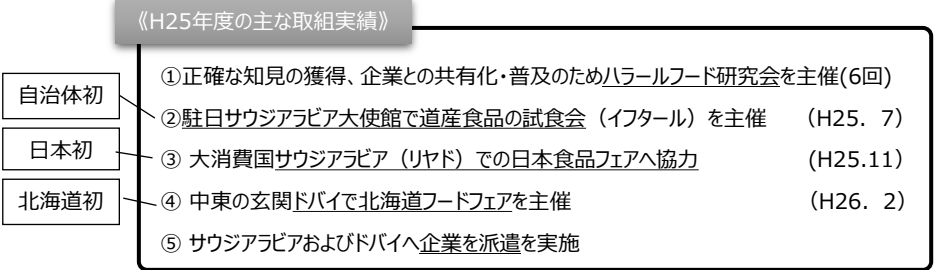 《H25年度の主な取組実績》
①正確な知見の獲得、企業との共有化・普及のためハラールフード研究会を主催(6回)
自治体初
②駐日サウジアラビア大使館で道産食品の試食会（イフタール）を主催　（H25．7）
日本初
③ 大消費国サウジアラビア（リヤド）での日本食品フェアへ協力　(H25.11）
北海道初
④ 中東の玄関ドバイで北海道フードフェアを主催　（H26．2）
⑤ サウジアラビアおよびドバイへ企業を派遣を実施